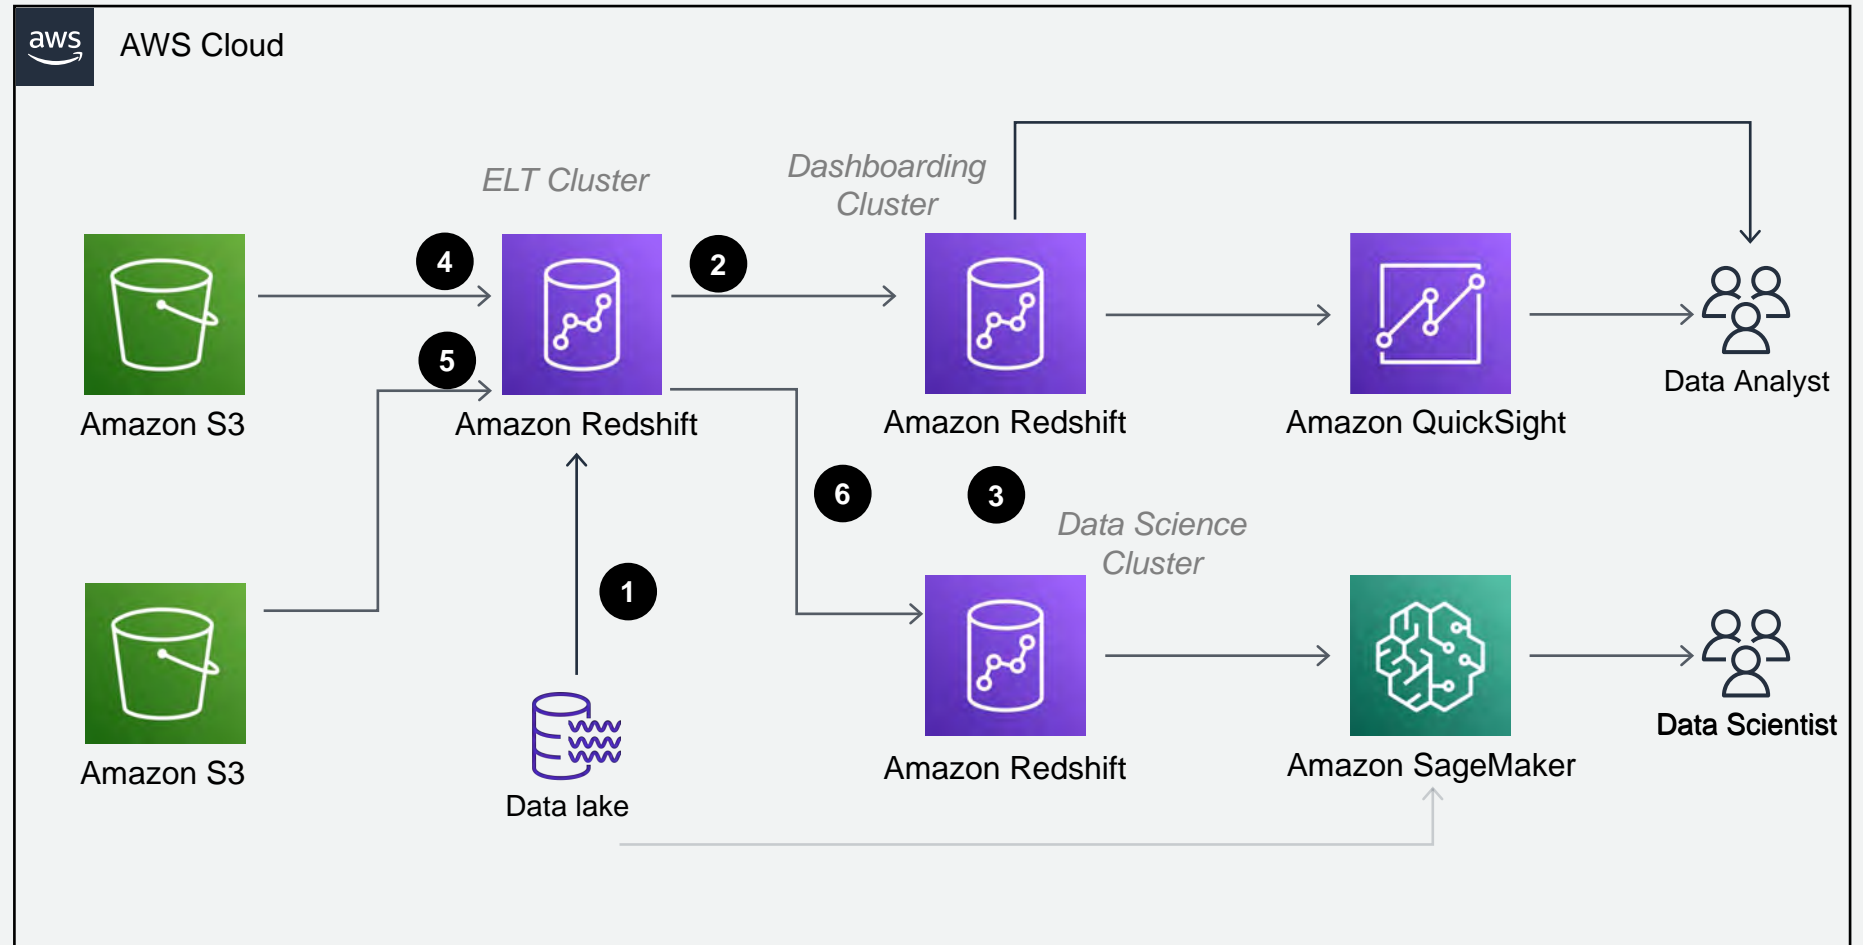 aws
AWS Cloud
ELT Cluster
Dashboarding
Cluster
4
2
5
Amazon S3
Amazon Redshift
Amazon Redshift
Amazon QuickSight
Data Analyst
6
3
Data Science
Cluster
1
Amazon S3
Data lake
Amazon Redshift
Amazon SageMaker
Data Scientist